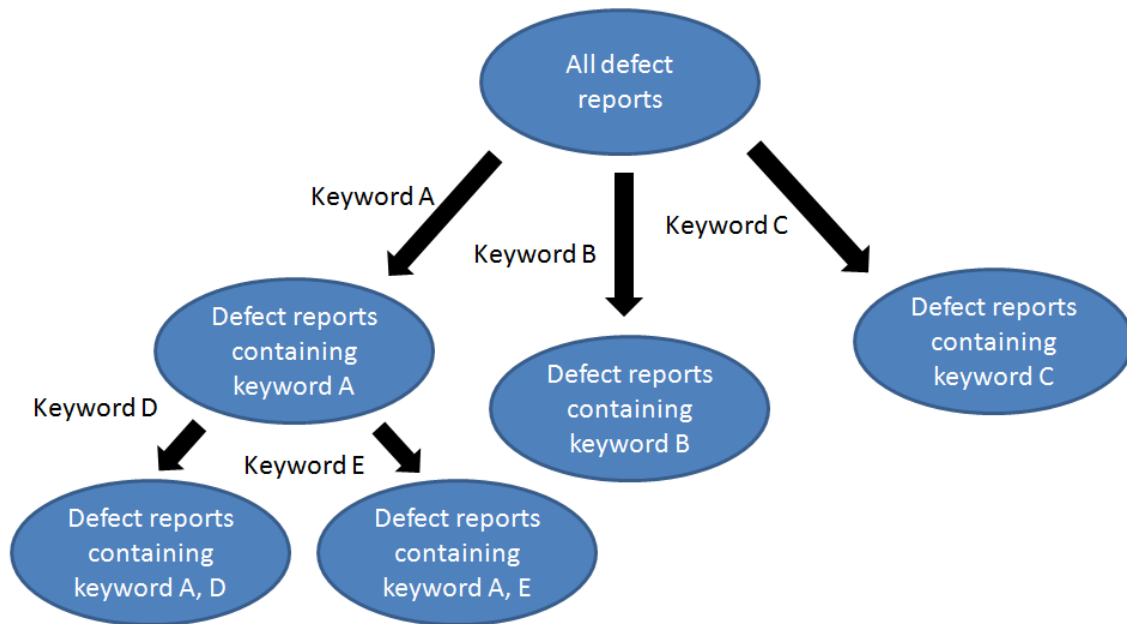 All defect
reports
Keyword A
Keyword B
Keyword C
Defect reports
containing
keyword A
Defect reports
containing
keyword B
Defect reports
containing
keyword C
Keyword D
Keyword E
Defect reports
containing
keyword A, D
Defect reports
containing
keyword A, E